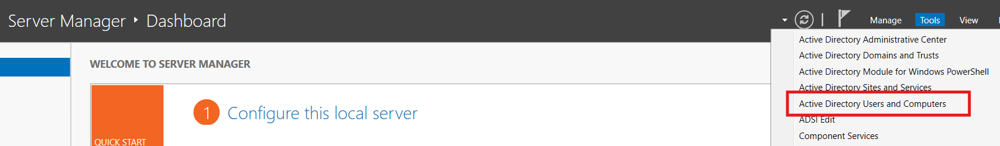 Server Manager ‣ Dashboard
Manage Tools View
WELCOME TO SERVER MANAGER
1 Configure this local server
QUICK START
Active Directory Administrative Center
Active Directory Domains and Trusts
Active Directory Module for Windows PowerShell
Active Directory Sites and Services
Active Directory Users and Computers
ADSI Edit
Component Services